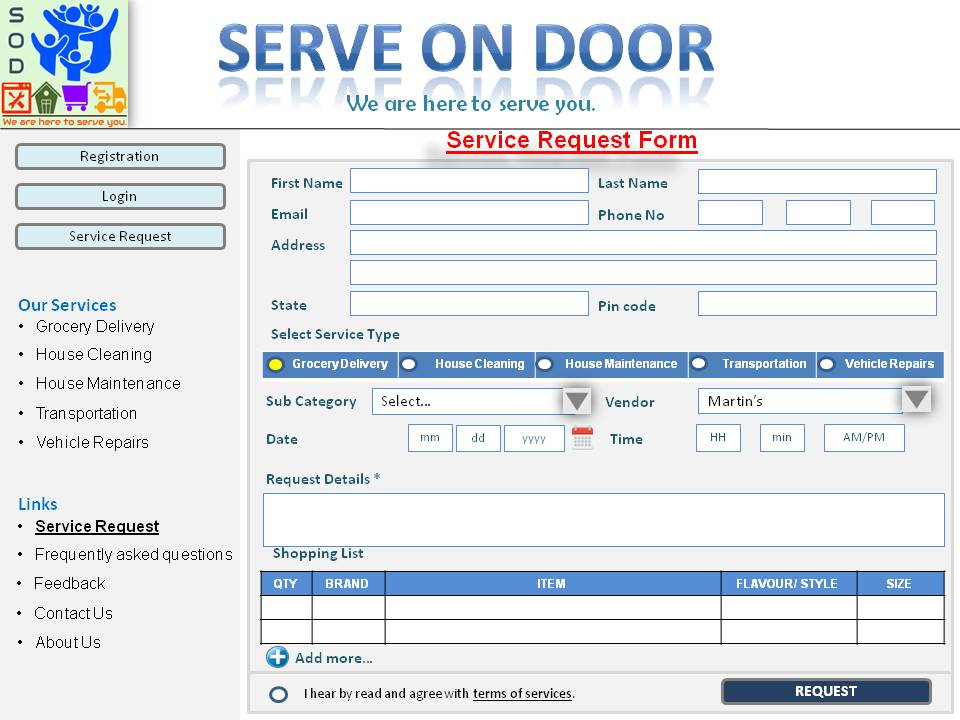 S
O
D
We are here to serve you.
SERVE ON DOOR
We are here to serve you.
Service Request Form
Registration
Login
Service Request
Our Services
• Grocery Delivery
• House Cleaning
• House Maintenance
• Transportation
• Vehicle Repairs
Links
• Service Request
• Frequently asked questions
• Feedback
• Contact Us
• About Us
First Name Last Name
Email Phone No
Address
State Pin code
Select Service Type
Grocery Delivery House Cleaning House Maintenance Transportation Vehicle Repairs
Sub Category Select... Vendor Martin's
Date mm dd yyyy Time HH min AM/PM
Request Details *
Shopping List
QTY BRAND ITEM FLAVOUR/ STYLE SIZE
Add more...
I hear by read and agree with terms of services.
REQUEST